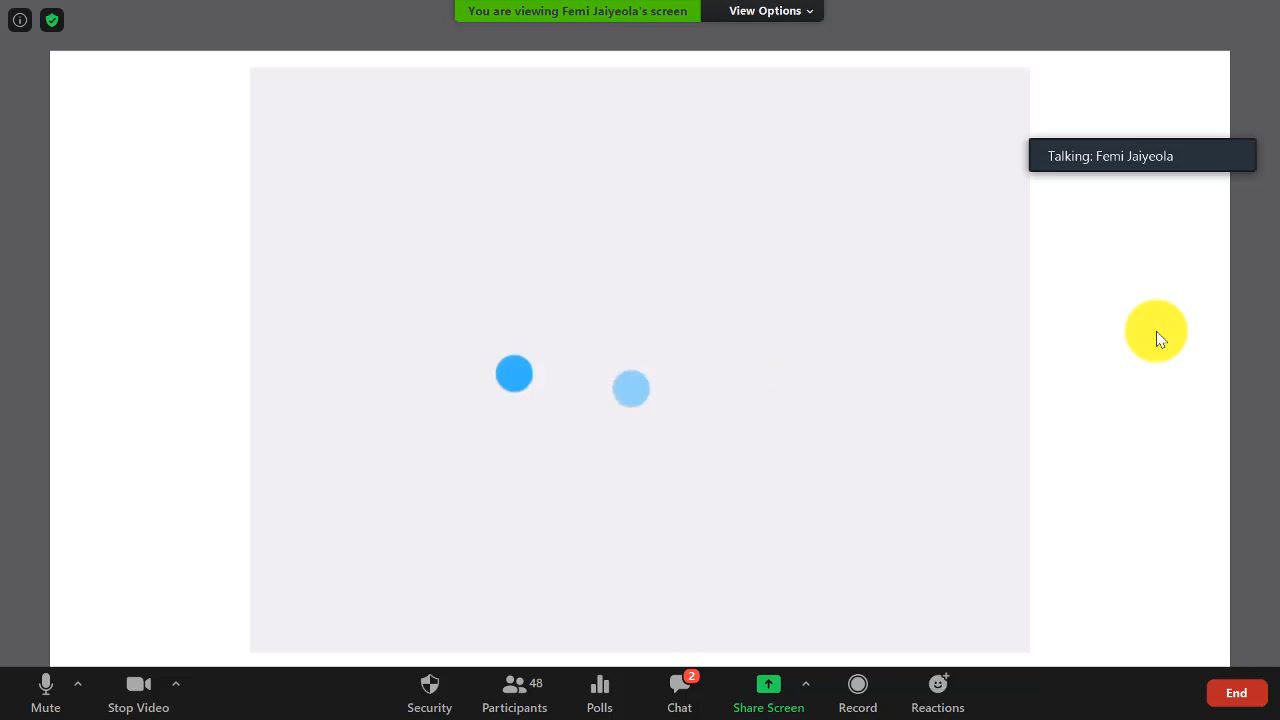 You are viewing Femi Jaiyeola's screen
View Options
Talking: Femi Jaiyeola
Mute
Stop Video
Security
48
Participants
Polls
2
Chat
Share Screen
Record
Reactions
End